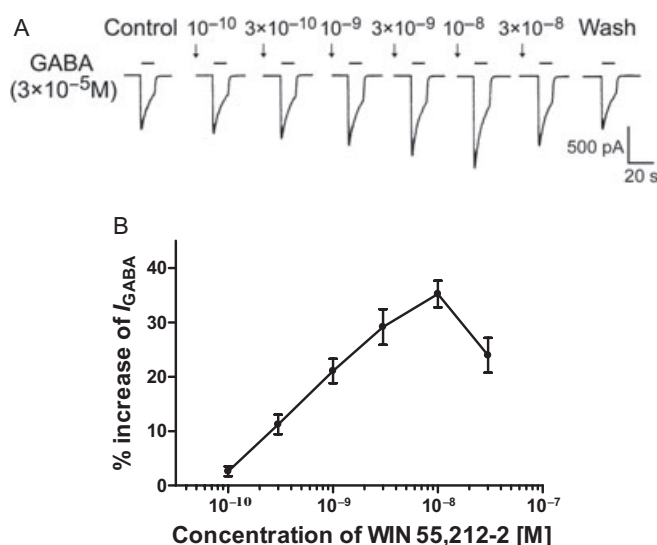 A
Control 10⁻¹⁰ 3×10⁻¹⁰ 10⁻⁹ 3×10⁻⁹ 10⁻⁸ 3×10⁻⁸ Wash
GABA
(3×10⁻⁵M)
500 pA
20 s
B
% increase of I_GABA
40
30
20
10
0
10⁻¹⁰ 10⁻⁹ 10⁻⁸ 10⁻⁷
Concentration of WIN 55,212-2 [M]